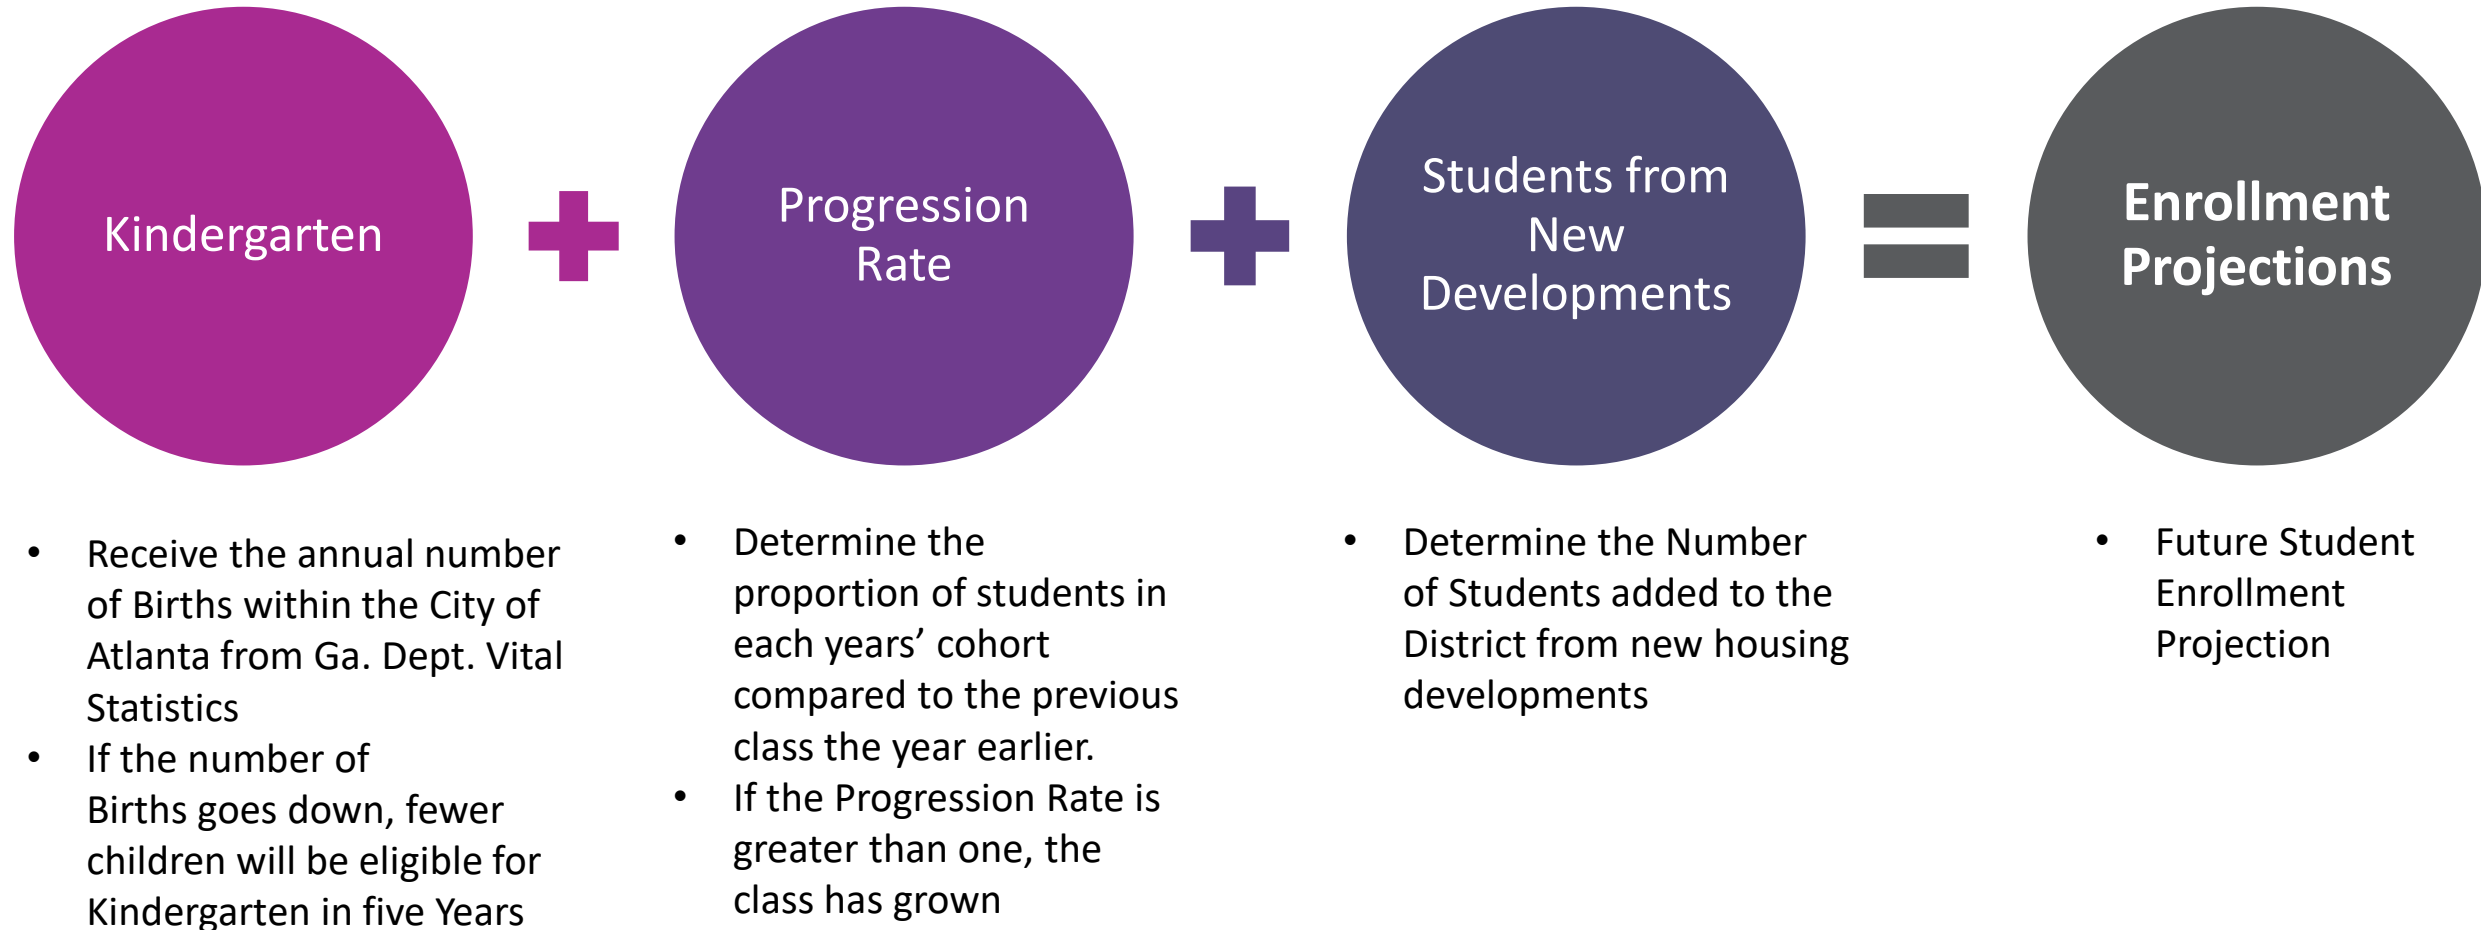 Kindergarten
Progression
Rate
Students from
New
Developments
Enrollment
Projections
• Receive the annual number
of Births within the City of
Atlanta from Ga. Dept. Vital
Statistics
• If the number of
Births goes down, fewer
children will be eligible for
Kindergarten in five Years
• Determine the
proportion of students in
each years’ cohort
compared to the previous
class the year earlier.
• If the Progression Rate is
greater than one, the
class has grown
• Determine the Number
of Students added to the
District from new housing
developments
• Future Student
Enrollment
Projection